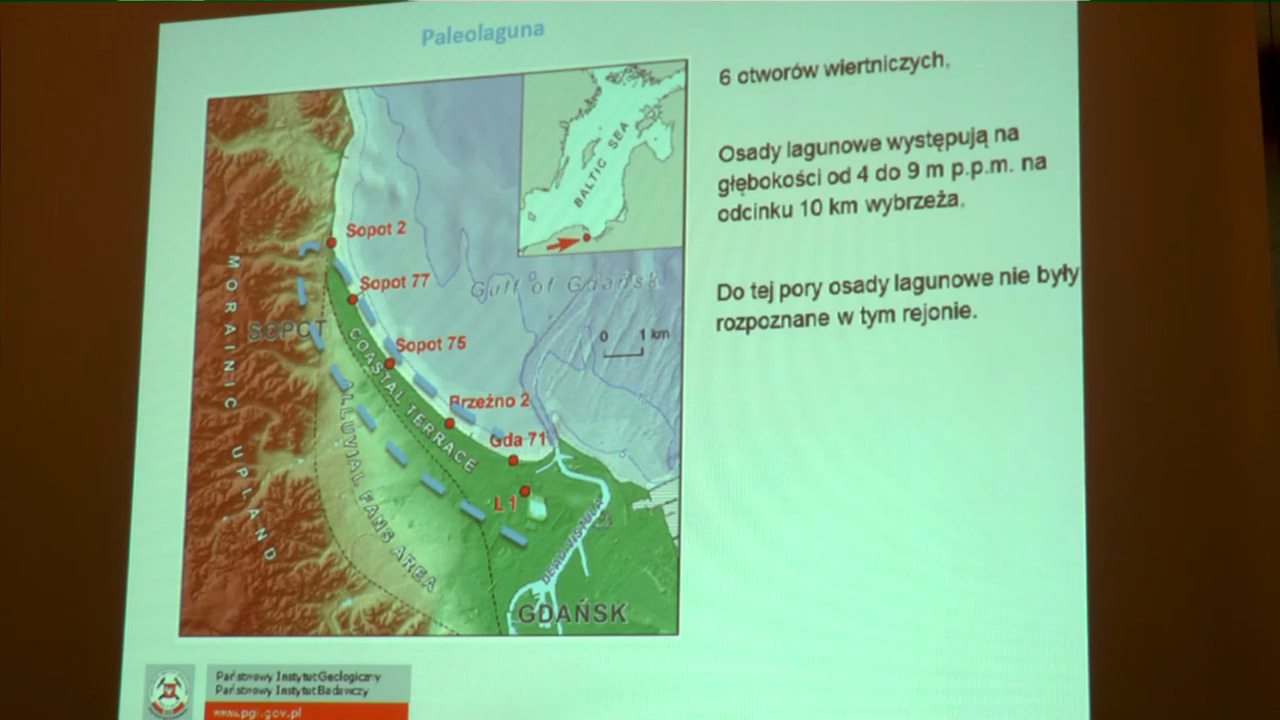 Paleolaguna
6 otworów wiertniczych.
Osady lagunowe występują na
głębokości od 4 do 9 m p.p.m. na
odcinku 10 km wybrzeża.
Do tej pory osady lagunowe nie były
rozpoznane w tym rejonie.
BALTIC SEA
Sopot 2
Sopot 77
Gulf of Gdańsk
SOPOT
0 1 km
Sopot 75
MORAINIC UPLAND
COASTAL TERRACE
Brzeźno 2
Gda 71
ALLUVIAL FANS AREA
L1
DEAD VISTULA
GDAŃSK
Państwowy Instytut Geologiczny
Państwowy Instytut Badawczy
www.pgi.gov.pl